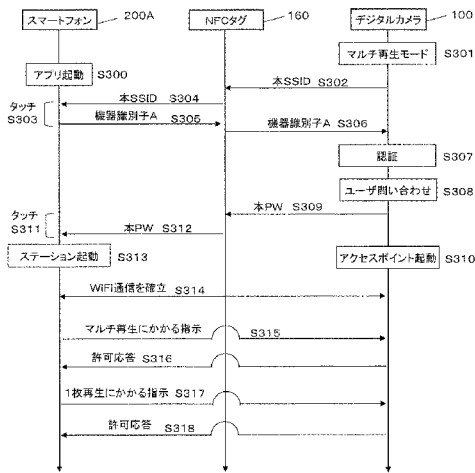 200A 160 100
スマートフォン NFCタグ デジタルカメラ
マルチ再生モード S301
アプリ起動 S300
本SSID S302
本SSID S304
タッチ
S303
機器識別子A S305
機器識別子A S306
認証 S307
ユーザ問い合わせ S308
本PW S309
タッチ
S311
本PW S312
ステーション起動 S313
アクセスポイント起動 S310
WiFi通信を確立 S314
マルチ再生にかかる指示 S315
許可応答 S316
1枚再生にかかる指示 S317
許可応答 S318